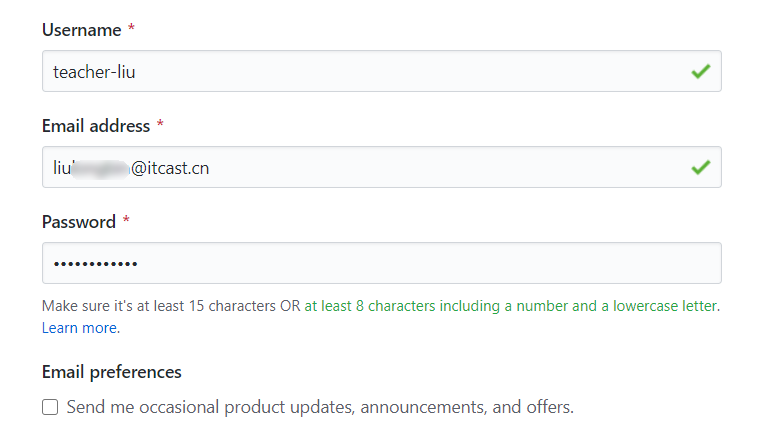 Username *
teacher-liu
Email address *
liu @itcast.cn
Password *
••••••••••••
Make sure it's at least 15 characters OR at least 8 characters including a number and a lowercase letter.
Learn more.
Email preferences
Send me occasional product updates, announcements, and offers.